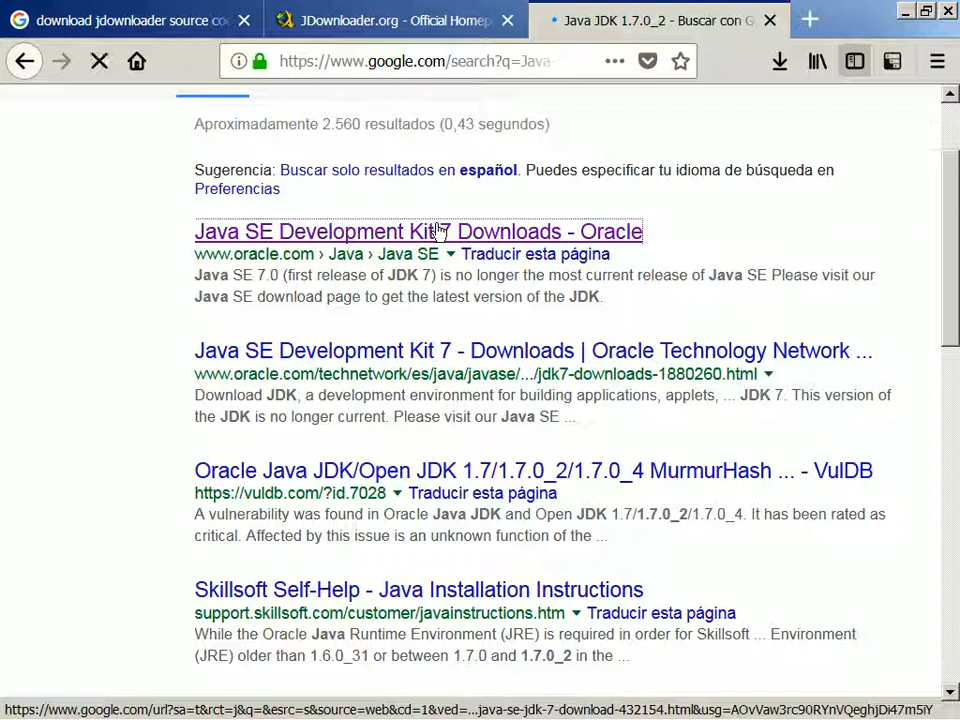 download jdownloader source co
JDownloader.org - Official Homep
Java JDK 1.7.0_2 - Buscar con G
https://www.google.com/search?q=Java-
Aproximadamente 2.560 resultados (0,43 segundos)
Sugerencia: Buscar solo resultados en español. Puedes especificar tu idioma de búsqueda en
Preferencias
Java SE Development Kit 7 Downloads - Oracle
www.oracle.com › Java › Java SE ▼ Traducir esta página
Java SE 7.0 (first release of JDK 7) is no longer the most current release of Java SE Please visit our
Java SE download page to get the latest version of the JDK.
Java SE Development Kit 7 - Downloads | Oracle Technology Network ...
www.oracle.com/technetwork/es/java/javase/.../jdk7-downloads-1880260.html ▼
Download JDK, a development environment for building applications, applets, ... JDK 7. This version of
the JDK is no longer current. Please visit our Java SE ...
Oracle Java JDK/Open JDK 1.7/1.7.0_2/1.7.0_4 MurmurHash ... - VulDB
https://vuldb.com/?id.7028 ▼ Traducir esta página
A vulnerability was found in Oracle Java JDK and Open JDK 1.7/1.7.0_2/1.7.0_4. It has been rated as
critical. Affected by this issue is an unknown function of the ...
Skillsoft Self-Help - Java Installation Instructions
support.skillsoft.com/customer/javainstructions.htm ▼ Traducir esta página
While the Oracle Java Runtime Environment (JRE) is required in order for Skillsoft ... Environment
(JRE) older than 1.6.0_31 or between 1.7.0 and 1.7.0_2 in the ...
https://www.google.com/url?sa=t&rct=j&q=&esrc=s&source=web&cd=1&ved=...java-se-jdk-7-download-432154.html&usg=AOvVaw3rc90RYnVQeghjDi47m5iY